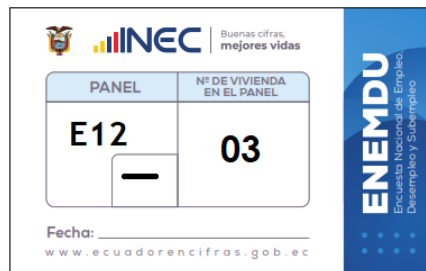 INEC
Buenas cifras,
mejores vidas
PANEL
Nº DE VIVIENDA
EN EL PANEL
E12
—
03
Fecha:
www.ecuadorencifras.gob.ec
ENEMDU
Encuesta Nacional de Empleo,
Desempleo y Subempleo